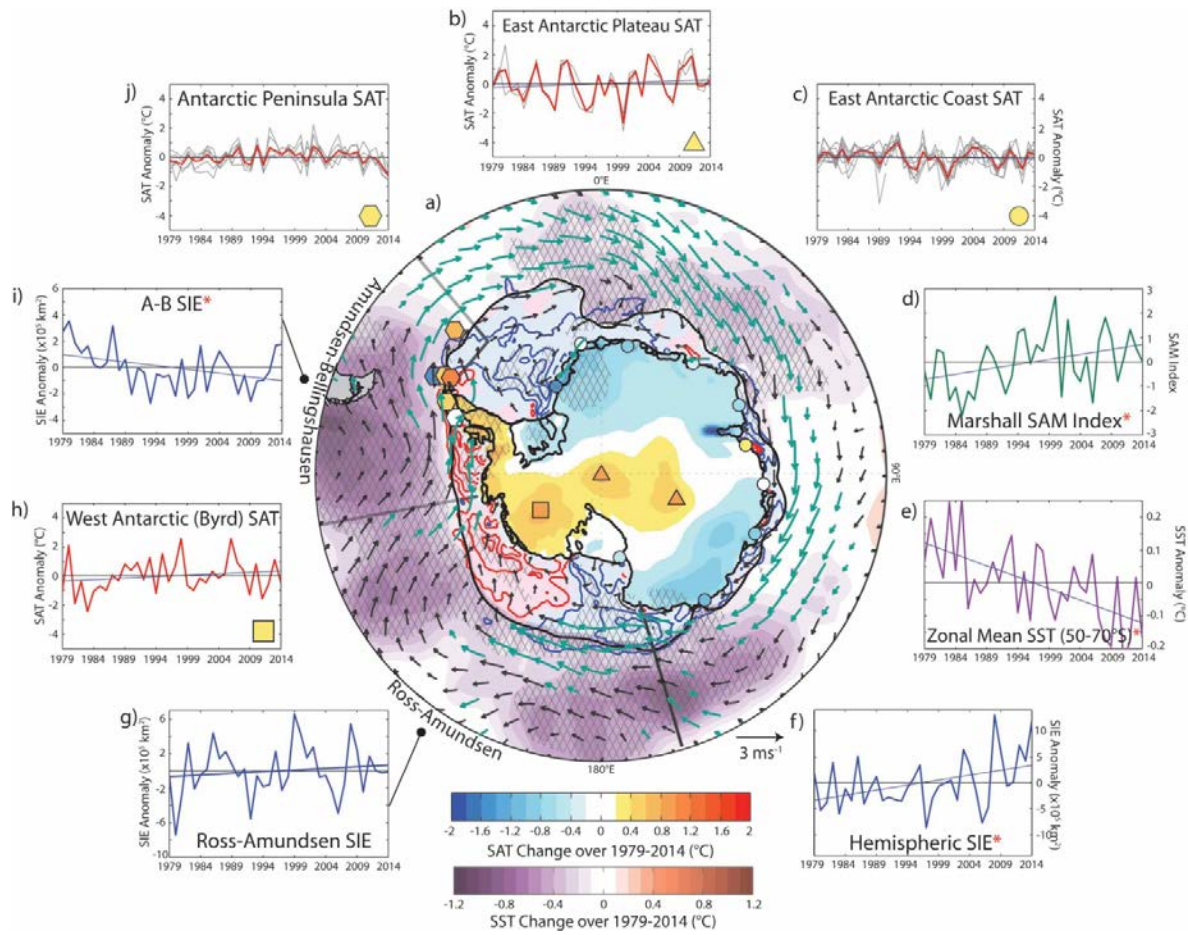 b) East Antarctic Plateau SAT
SAT Anomaly (°C)
4
2
0
-2
-4
1979 1984 1989 1994 1999 2004 2009 2013
j) Antarctic Peninsula SAT
SAT Anomaly (°C)
4
2
0
-2
-4
1979 1984 1989 1994 1999 2004 2009 2014
c) East Antarctic Coast SAT
SAT Anomaly (°C)
4
2
0
-2
-4
1979 1984 1989 1994 1999 2004 2009 2014
a)
0°E
90°E
180°E
Amundsen-Bellingshausen
Ross-Amundsen
3 ms⁻¹
i) A-B SIE*
SIE Anomaly (x10⁵ km²)
6
4
2
0
-2
-4
1979 1984 1989 1994 1999 2004 2009 2014
d)
SAM Index
3
2
1
0
-1
-2
-3
Marshall SAM Index*
1979 1984 1989 1994 1999 2004 2009 2014
h) West Antarctic (Byrd) SAT
SAT Anomaly (°C)
4
2
0
-2
-4
1979 1984 1989 1994 1999 2004 2009 2014
e)
SST Anomaly (°C)
0.2
0.1
0
-0.1
-0.2
Zonal Mean SST (50-70°S)*
1979 1984 1989 1994 1999 2004 2009 2014
g)
SIE Anomaly (x10⁵ km²)
6
2
-2
-6
-10
Ross-Amundsen SIE
1979 1984 1989 1994 1999 2004 2009 2014
f)
SIE Anomaly (x10⁵ km²)
10
5
0
-5
-10
Hemispheric SIE*
1979 1984 1989 1994 1999 2004 2009 2014
-2 -1.6 -1.2 -0.8 -0.4 0 0.4 0.8 1.2 1.6 2
SAT Change over 1979-2014 (°C)
-1.2 -0.8 -0.4 0 0.4 0.8 1.2
SST Change over 1979-2014 (°C)